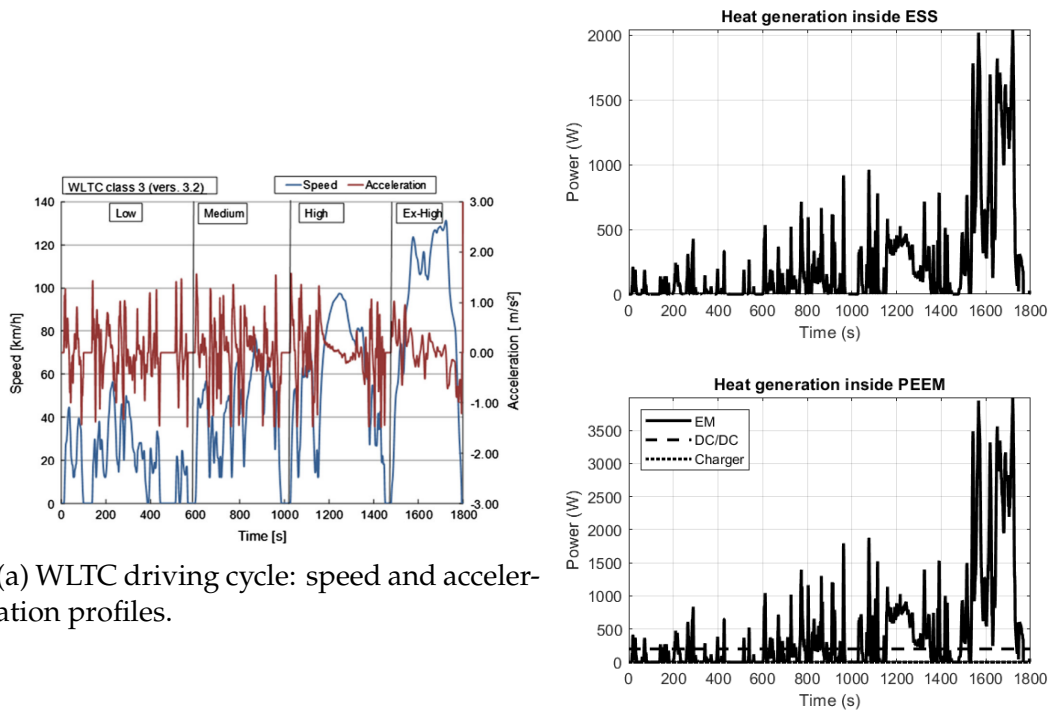 WLTC class 3 (vers. 3.2)
Speed Acceleration
140 120 100 80 60 40 20 0
Speed [km/h]
Low Medium High Ex-High
3.00 2.00 1.00 0.00 -1.00 -2.00 -3.00
Acceleration [ m/s²]
0 200 400 600 800 1000 1200 1400 1600 1800
Time [s]
(a) WLTC driving cycle: speed and acceler-
ation profiles.
Heat generation inside ESS
2000
1500
1000
500
0
Power (W)
0 200 400 600 800 1000 1200 1400 1600 1800
Time (s)
Heat generation inside PEEM
EM
DC/DC
Charger
3500
3000
2500
2000
1500
1000
500
0
Power (W)
0 200 400 600 800 1000 1200 1400 1600 1800
Time (s)